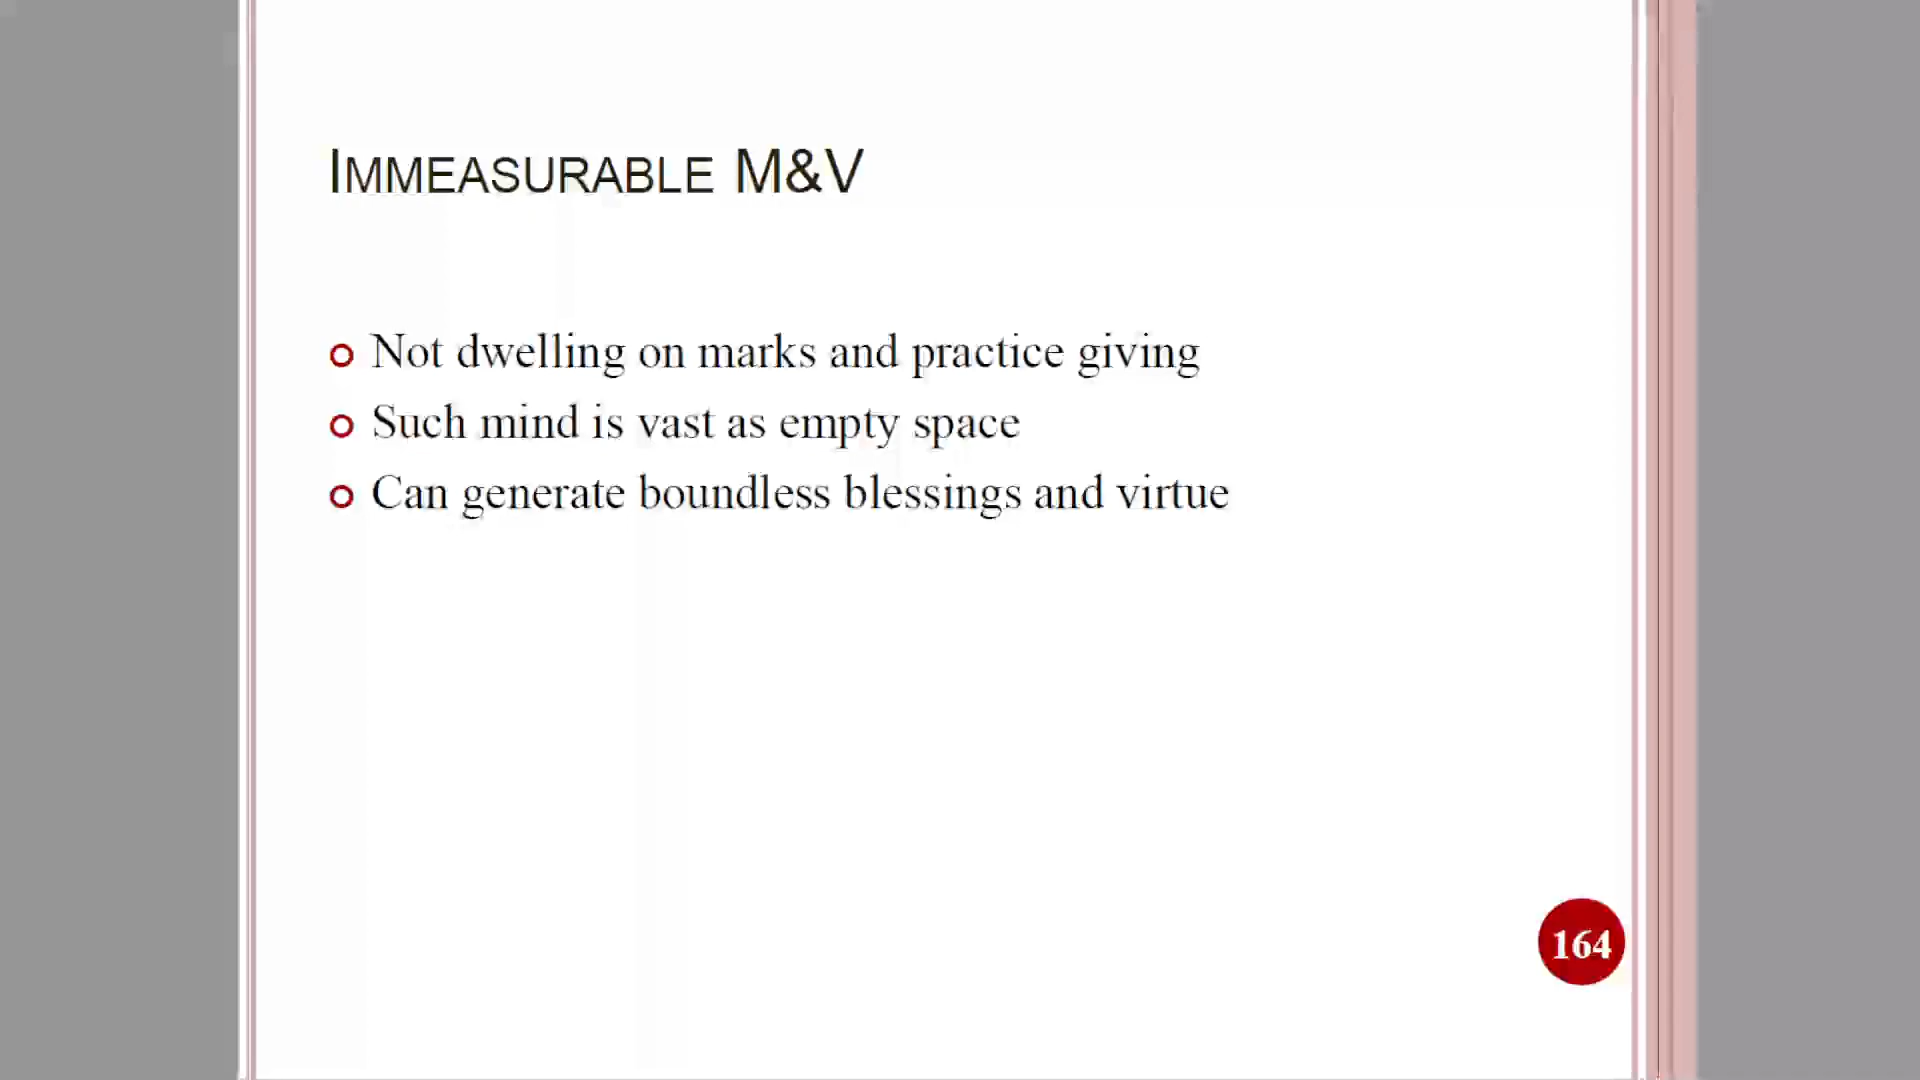 IMMEASURABLE M&V
Not dwelling on marks and practice giving
Such mind is vast as empty space
Can generate boundless blessings and virtue
164